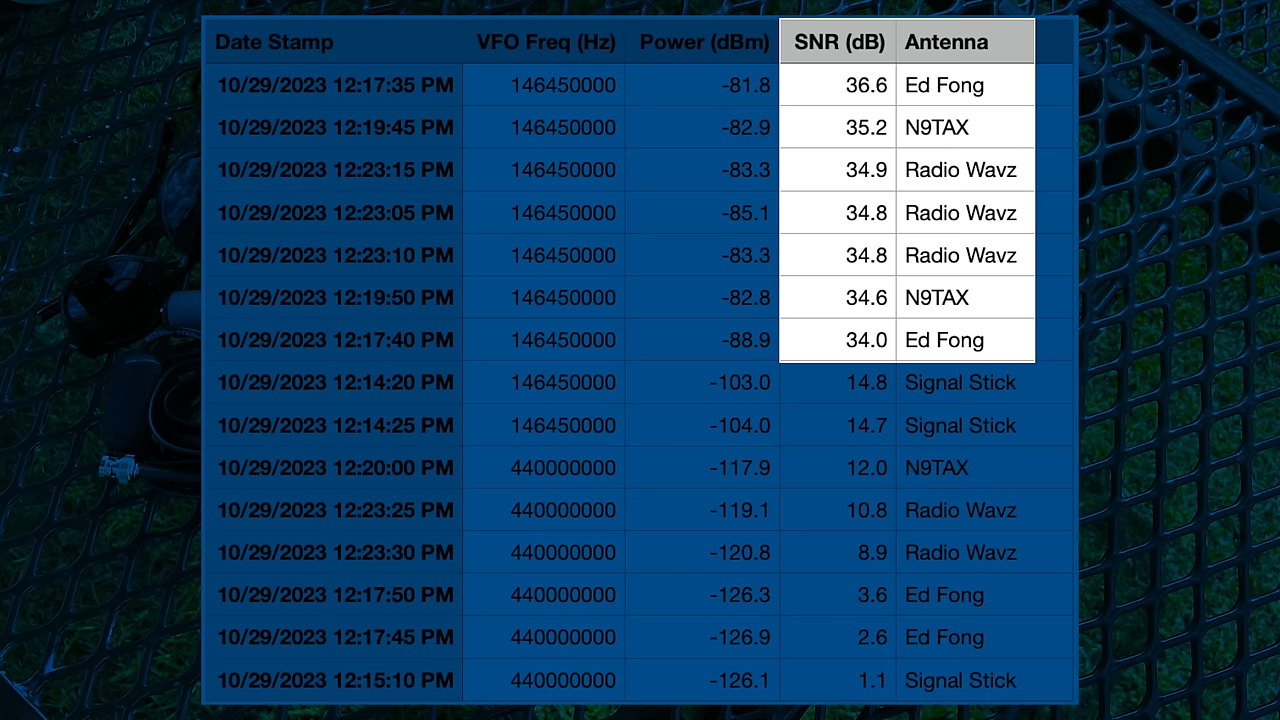 Date Stamp VFO Freq (Hz) Power (dBm) SNR (dB) Antenna
10/29/2023 12:17:35 PM 146450000 -81.8 36.6 Ed Fong
10/29/2023 12:19:45 PM 146450000 -82.9 35.2 N9TAX
10/29/2023 12:23:15 PM 146450000 -83.3 34.9 Radio Wavz
10/29/2023 12:23:05 PM 146450000 -85.1 34.8 Radio Wavz
10/29/2023 12:23:10 PM 146450000 -83.3 34.8 Radio Wavz
10/29/2023 12:19:50 PM 146450000 -82.8 34.6 N9TAX
10/29/2023 12:17:40 PM 146450000 -88.9 34.0 Ed Fong
10/29/2023 12:14:20 PM 146450000 -103.0 14.8 Signal Stick
10/29/2023 12:14:25 PM 146450000 -104.0 14.7 Signal Stick
10/29/2023 12:20:00 PM 440000000 -117.9 12.0 N9TAX
10/29/2023 12:23:25 PM 440000000 -119.1 10.8 Radio Wavz
10/29/2023 12:23:30 PM 440000000 -120.8 8.9 Radio Wavz
10/29/2023 12:17:50 PM 440000000 -126.3 3.6 Ed Fong
10/29/2023 12:17:45 PM 440000000 -126.9 2.6 Ed Fong
10/29/2023 12:15:10 PM 440000000 -126.1 1.1 Signal Stick